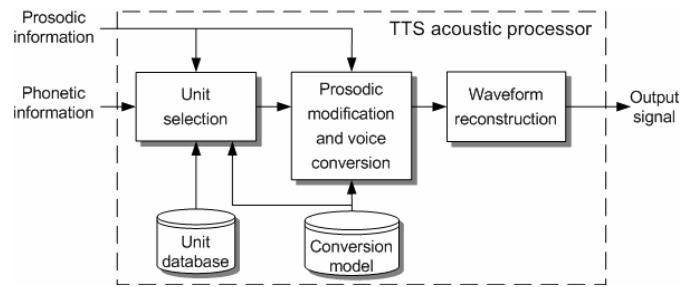 Prosodic
information
TTS acoustic processor
Phonetic
information
Unit
selection
Prosodic
modification
and voice
conversion
Waveform
reconstruction
Output
signal
Unit
database
Conversion
model